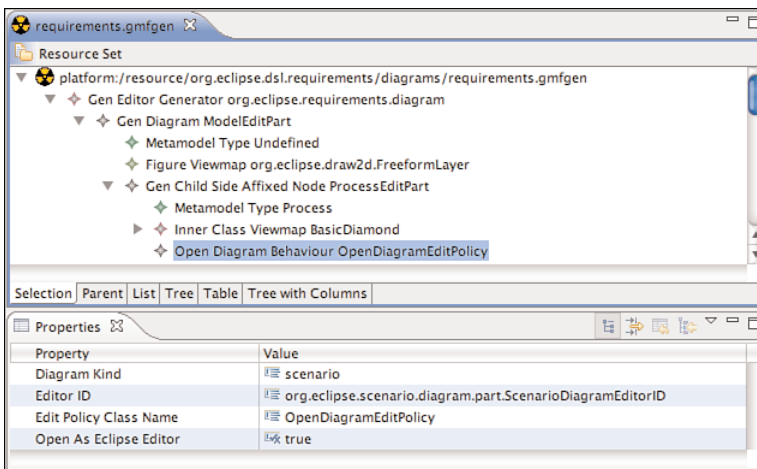 requirements.gmfgen
Resource Set
platform:/resource/org.eclipse.dsl.requirements/diagrams/requirements.gmfgen
Gen Editor Generator org.eclipse.requirements.diagram
Gen Diagram ModelEditPart
Metamodel Type Undefined
Figure Viewmap org.eclipse.draw2d.FreeformLayer
Gen Child Side Affixed Node ProcessEditPart
Metamodel Type Process
Inner Class Viewmap BasicDiamond
Open Diagram Behaviour OpenDiagramEditPolicy
Selection Parent List Tree Table Tree with Columns
Properties
Property Value
Diagram Kind scenario
Editor ID org.eclipse.scenario.diagram.part.ScenarioDiagramEditorID
Edit Policy Class Name OpenDiagramEditPolicy
Open As Eclipse Editor true